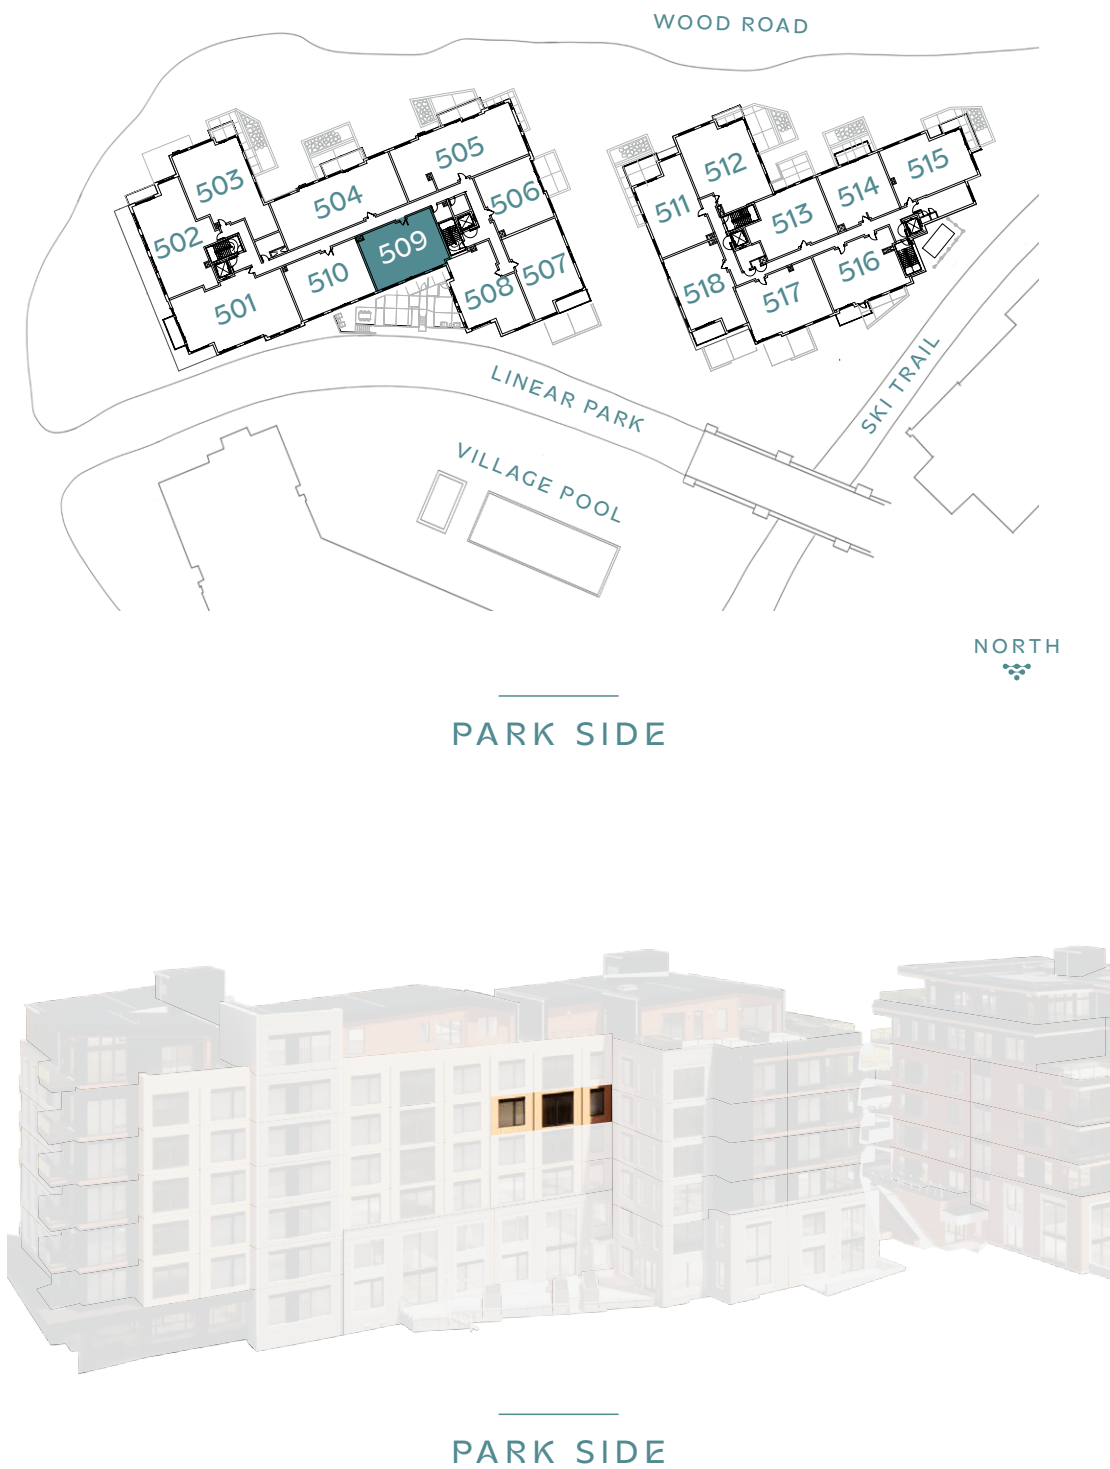 WOOD ROAD
505
515
503
512
514
504
506
511
502
509
513
510
507
516
501
508
518
517
LINEAR PARK
SKI TRAIL
VILLAGE POOL
NORTH
PARK SIDE
PARK SIDE